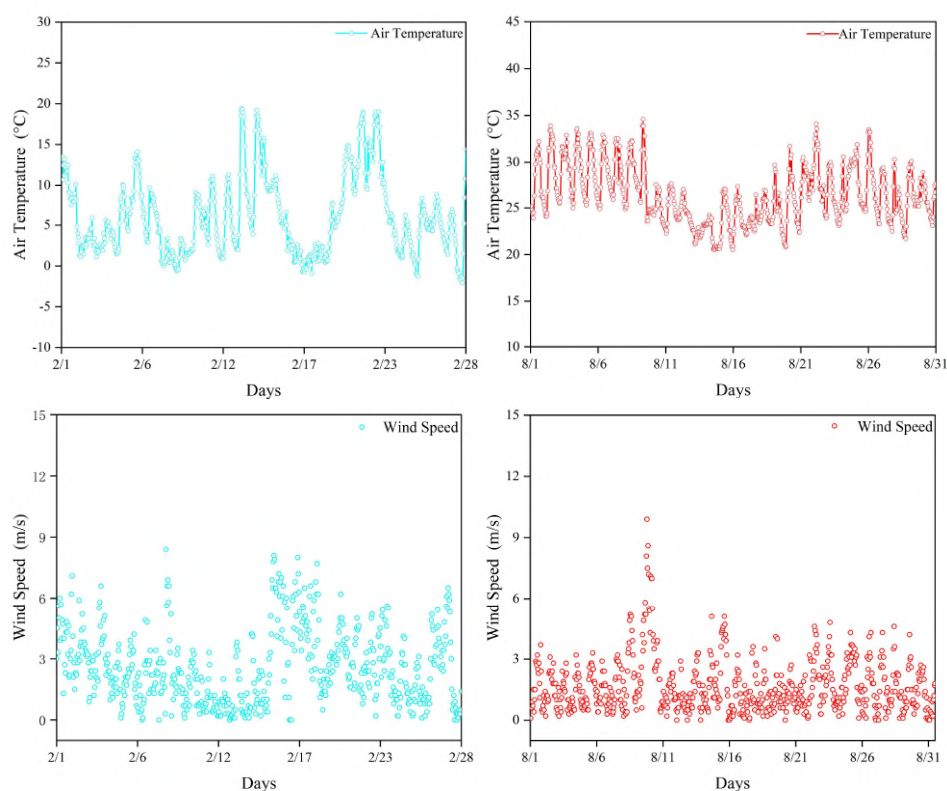 30
25
20
15
10
5
0
-5
-10
Air Temperature (°C)
Air Temperature
2/1 2/6 2/12 2/17 2/23 2/28
Days
45
40
35
30
25
20
15
10
Air Temperature (°C)
Air Temperature
8/1 8/6 8/11 8/16 8/21 8/26 8/31
Days
15
12
9
6
3
0
Wind Speed (m/s)
Wind Speed
2/1 2/6 2/12 2/17 2/23 2/28
Days
15
12
9
6
3
0
Wind Speed (m/s)
Wind Speed
8/1 8/6 8/11 8/16 8/21 8/26 8/31
Days